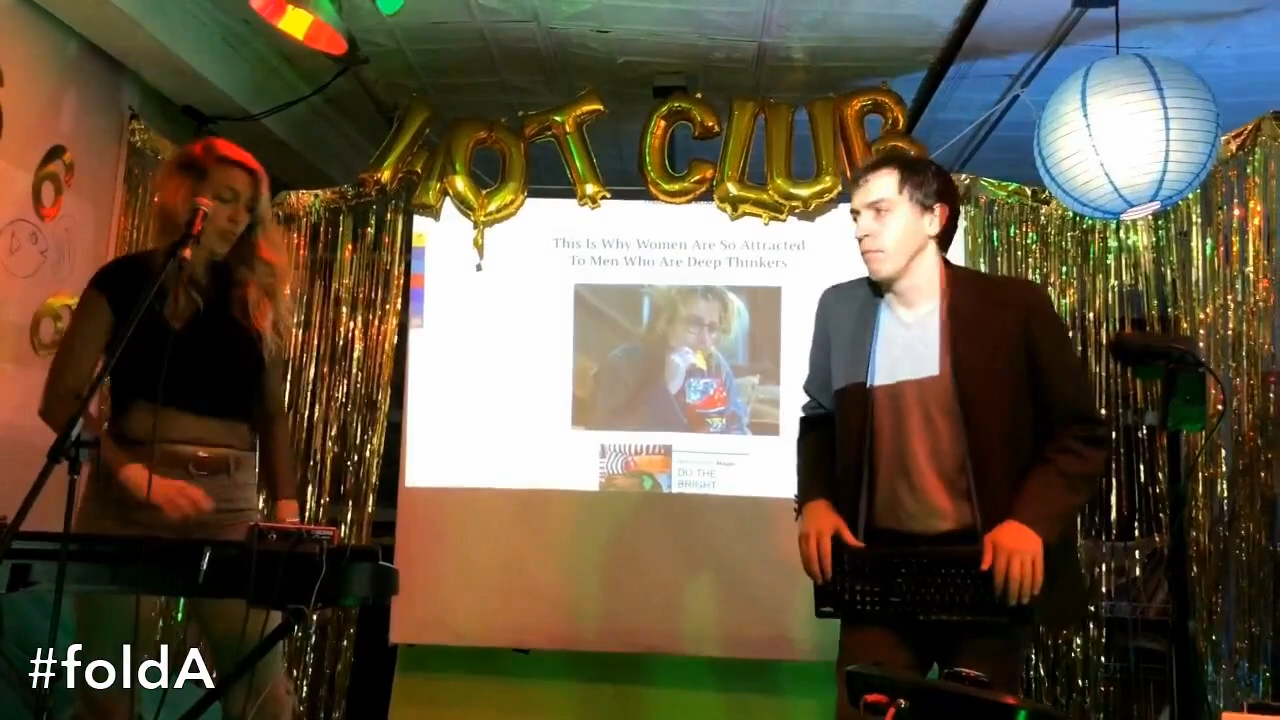 HOT CLUB
This Is Why Women Are So Attracted
To Men Who Are Deep Thinkers
DO THE
BRIGHT
#foldA